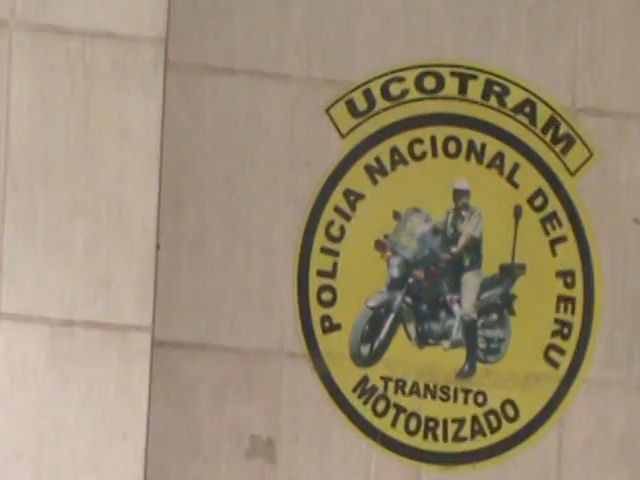 UCOTRAM
POLICIA NACIONAL DEL PERU
TRANSITO
MOTORIZADO